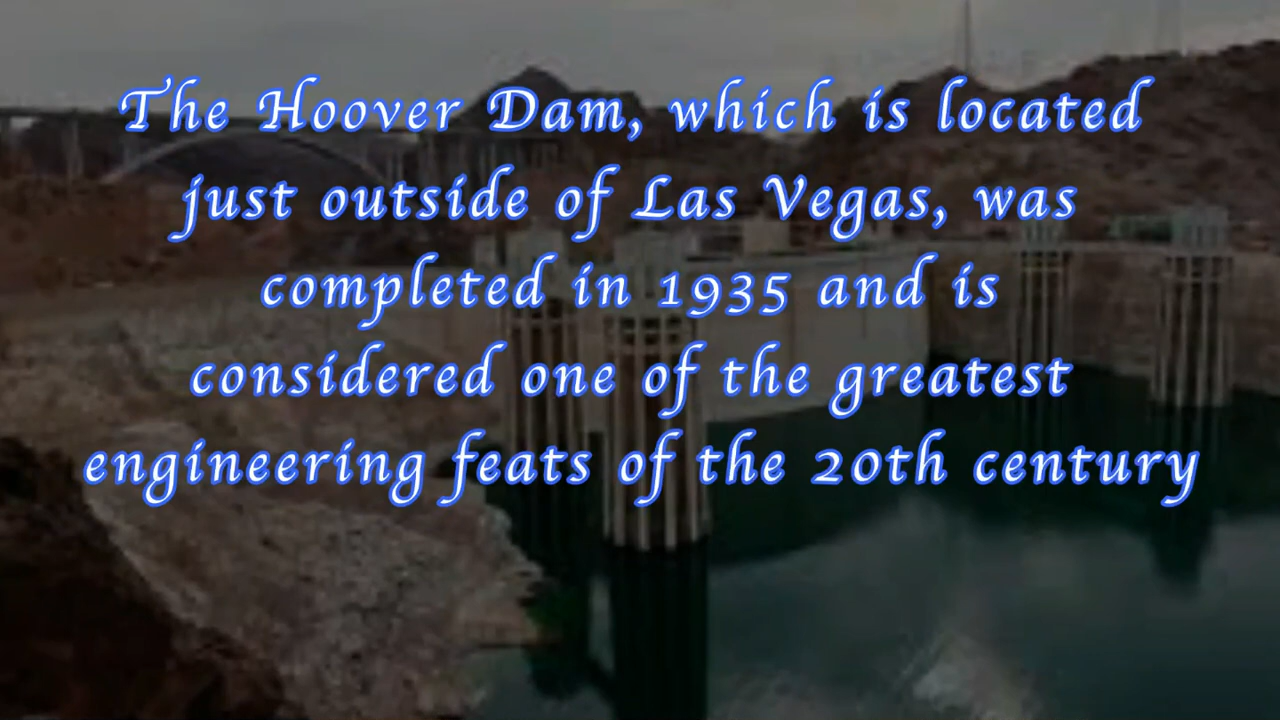 The Hoover Dam, which is located
just outside of Las Vegas, was
completed in 1935 and is
considered one of the greatest
engineering feats of the 20th century